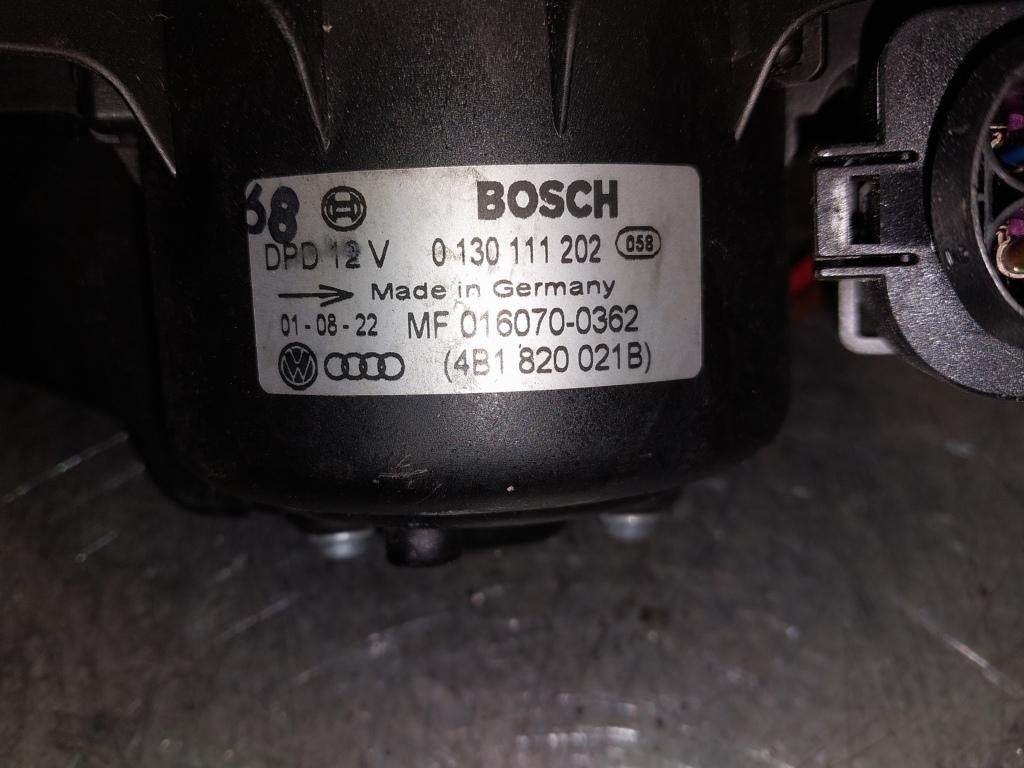 68 BOSCH
DPD 12 V 0 130 111 202 058
Made in Germany
01-08-22 MF 016070-0362
VW (4B1 820 021B)